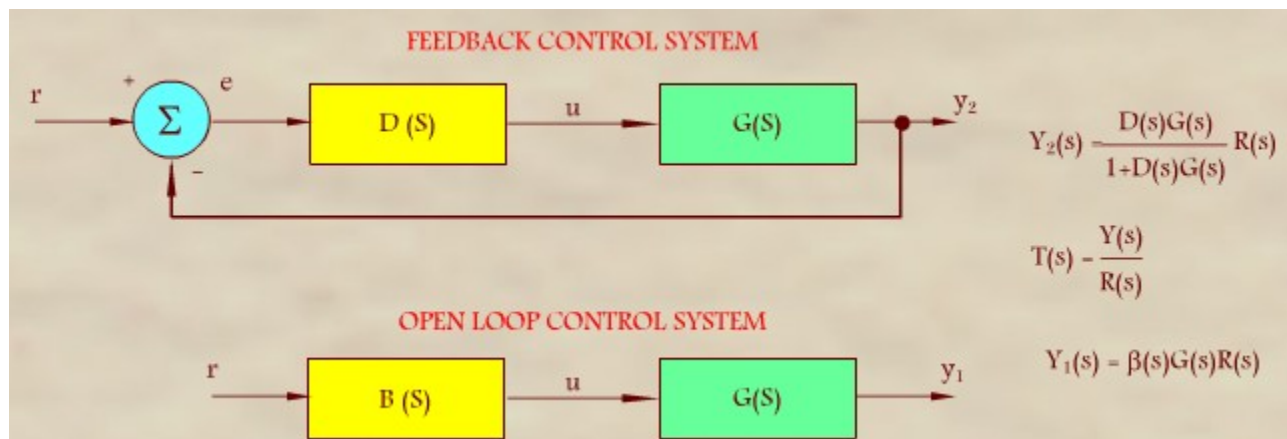 FEEDBACK CONTROL SYSTEM
r
+
Σ
-
e
D (S)
u
G(S)
y₂
Y₂(s) = D(s)G(s) / 1+D(s)G(s) R(s)
T(s) = Y(s) / R(s)
OPEN LOOP CONTROL SYSTEM
r
B (S)
u
G(S)
y₁
Y₁(s) = β(s)G(s)R(s)